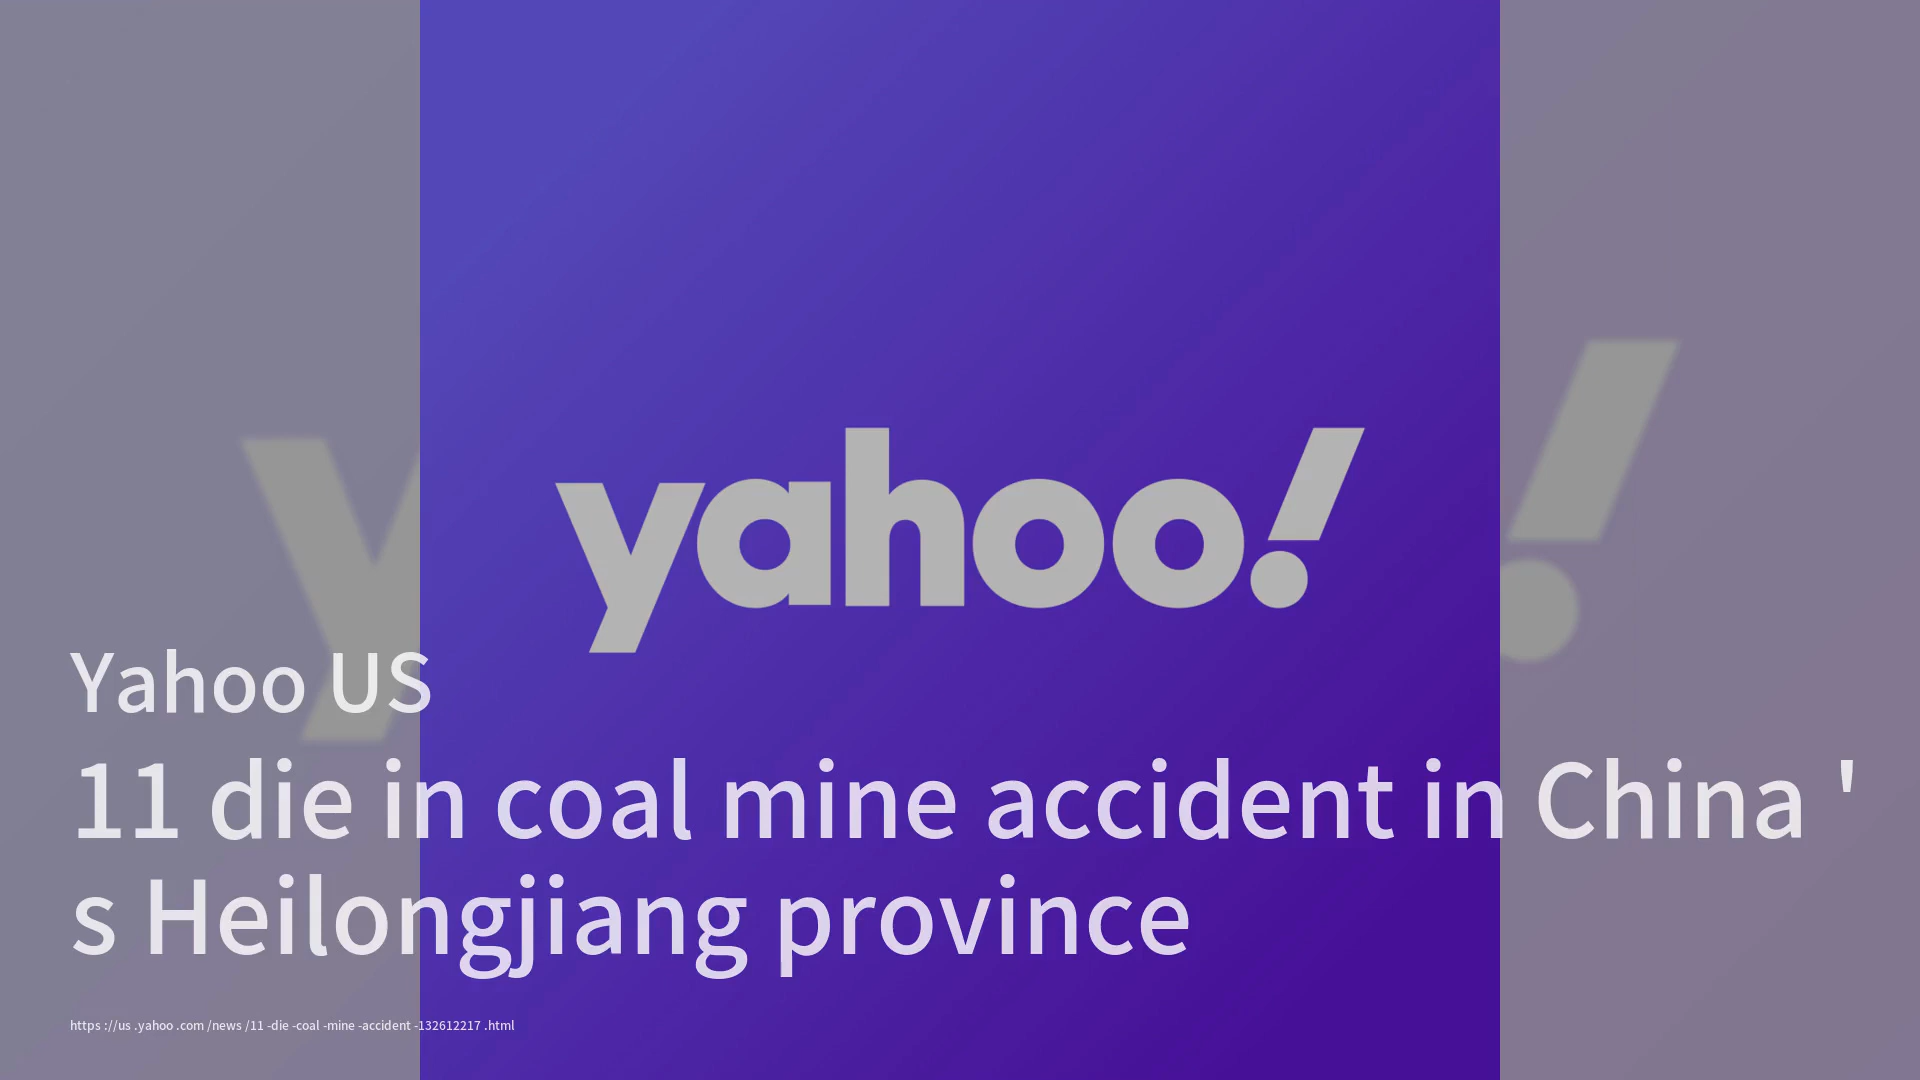 yahoo!
Yahoo US
11 die in coal mine accident in China '
s Heilongjiang province
https ://us .yahoo .com /news /11 -die -coal -mine -accident -132612217 .html